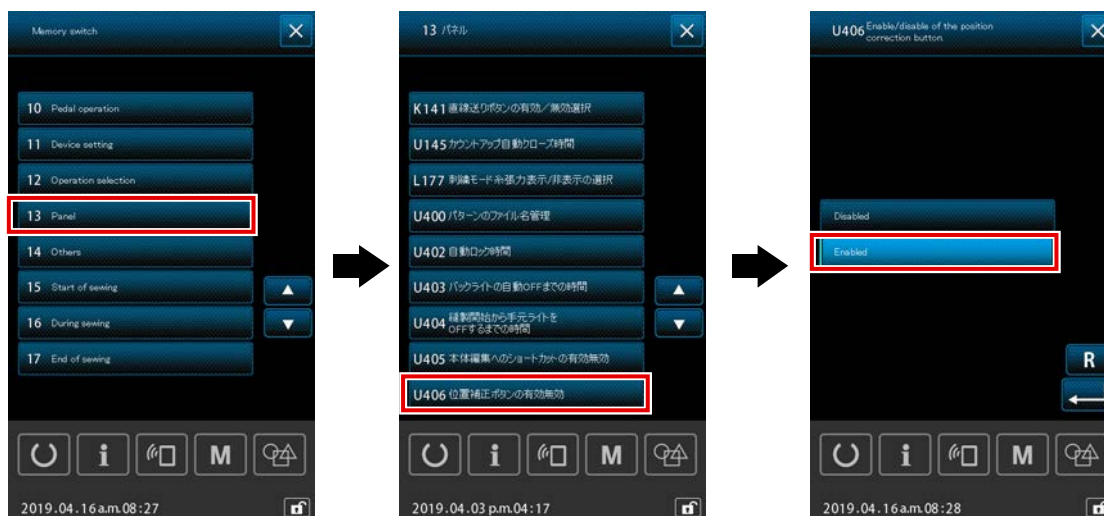 Memory switch
10 Pedal operation
11 Device setting
12 Operation selection
13 Panel
14 Others
15 Start of sewing
16 During sewing
17 End of sewing
i
M
2019.04.16a.m.08:27
13 パネル
K141 直線送りボタンの有効/無効選択
U145 カウントアップ自動クローズ時間
L177 刺繍モード糸張力表示/非表示の選択
U400 パターンのファイル名管理
U402 自動ロック時間
U403 バックライトの自動OFFまでの時間
U404 縫製開始から手元ライトを
OFFするまでの時間
U405 本体編集へのショートカットの有効無効
U406 位置補正ボタンの有効無効
i
M
2019.04.03p.m.04:17
U406 Enable/disable of the position
correction button.
Disabled
Enabled
R
i
M
2019.04.16a.m.08:28